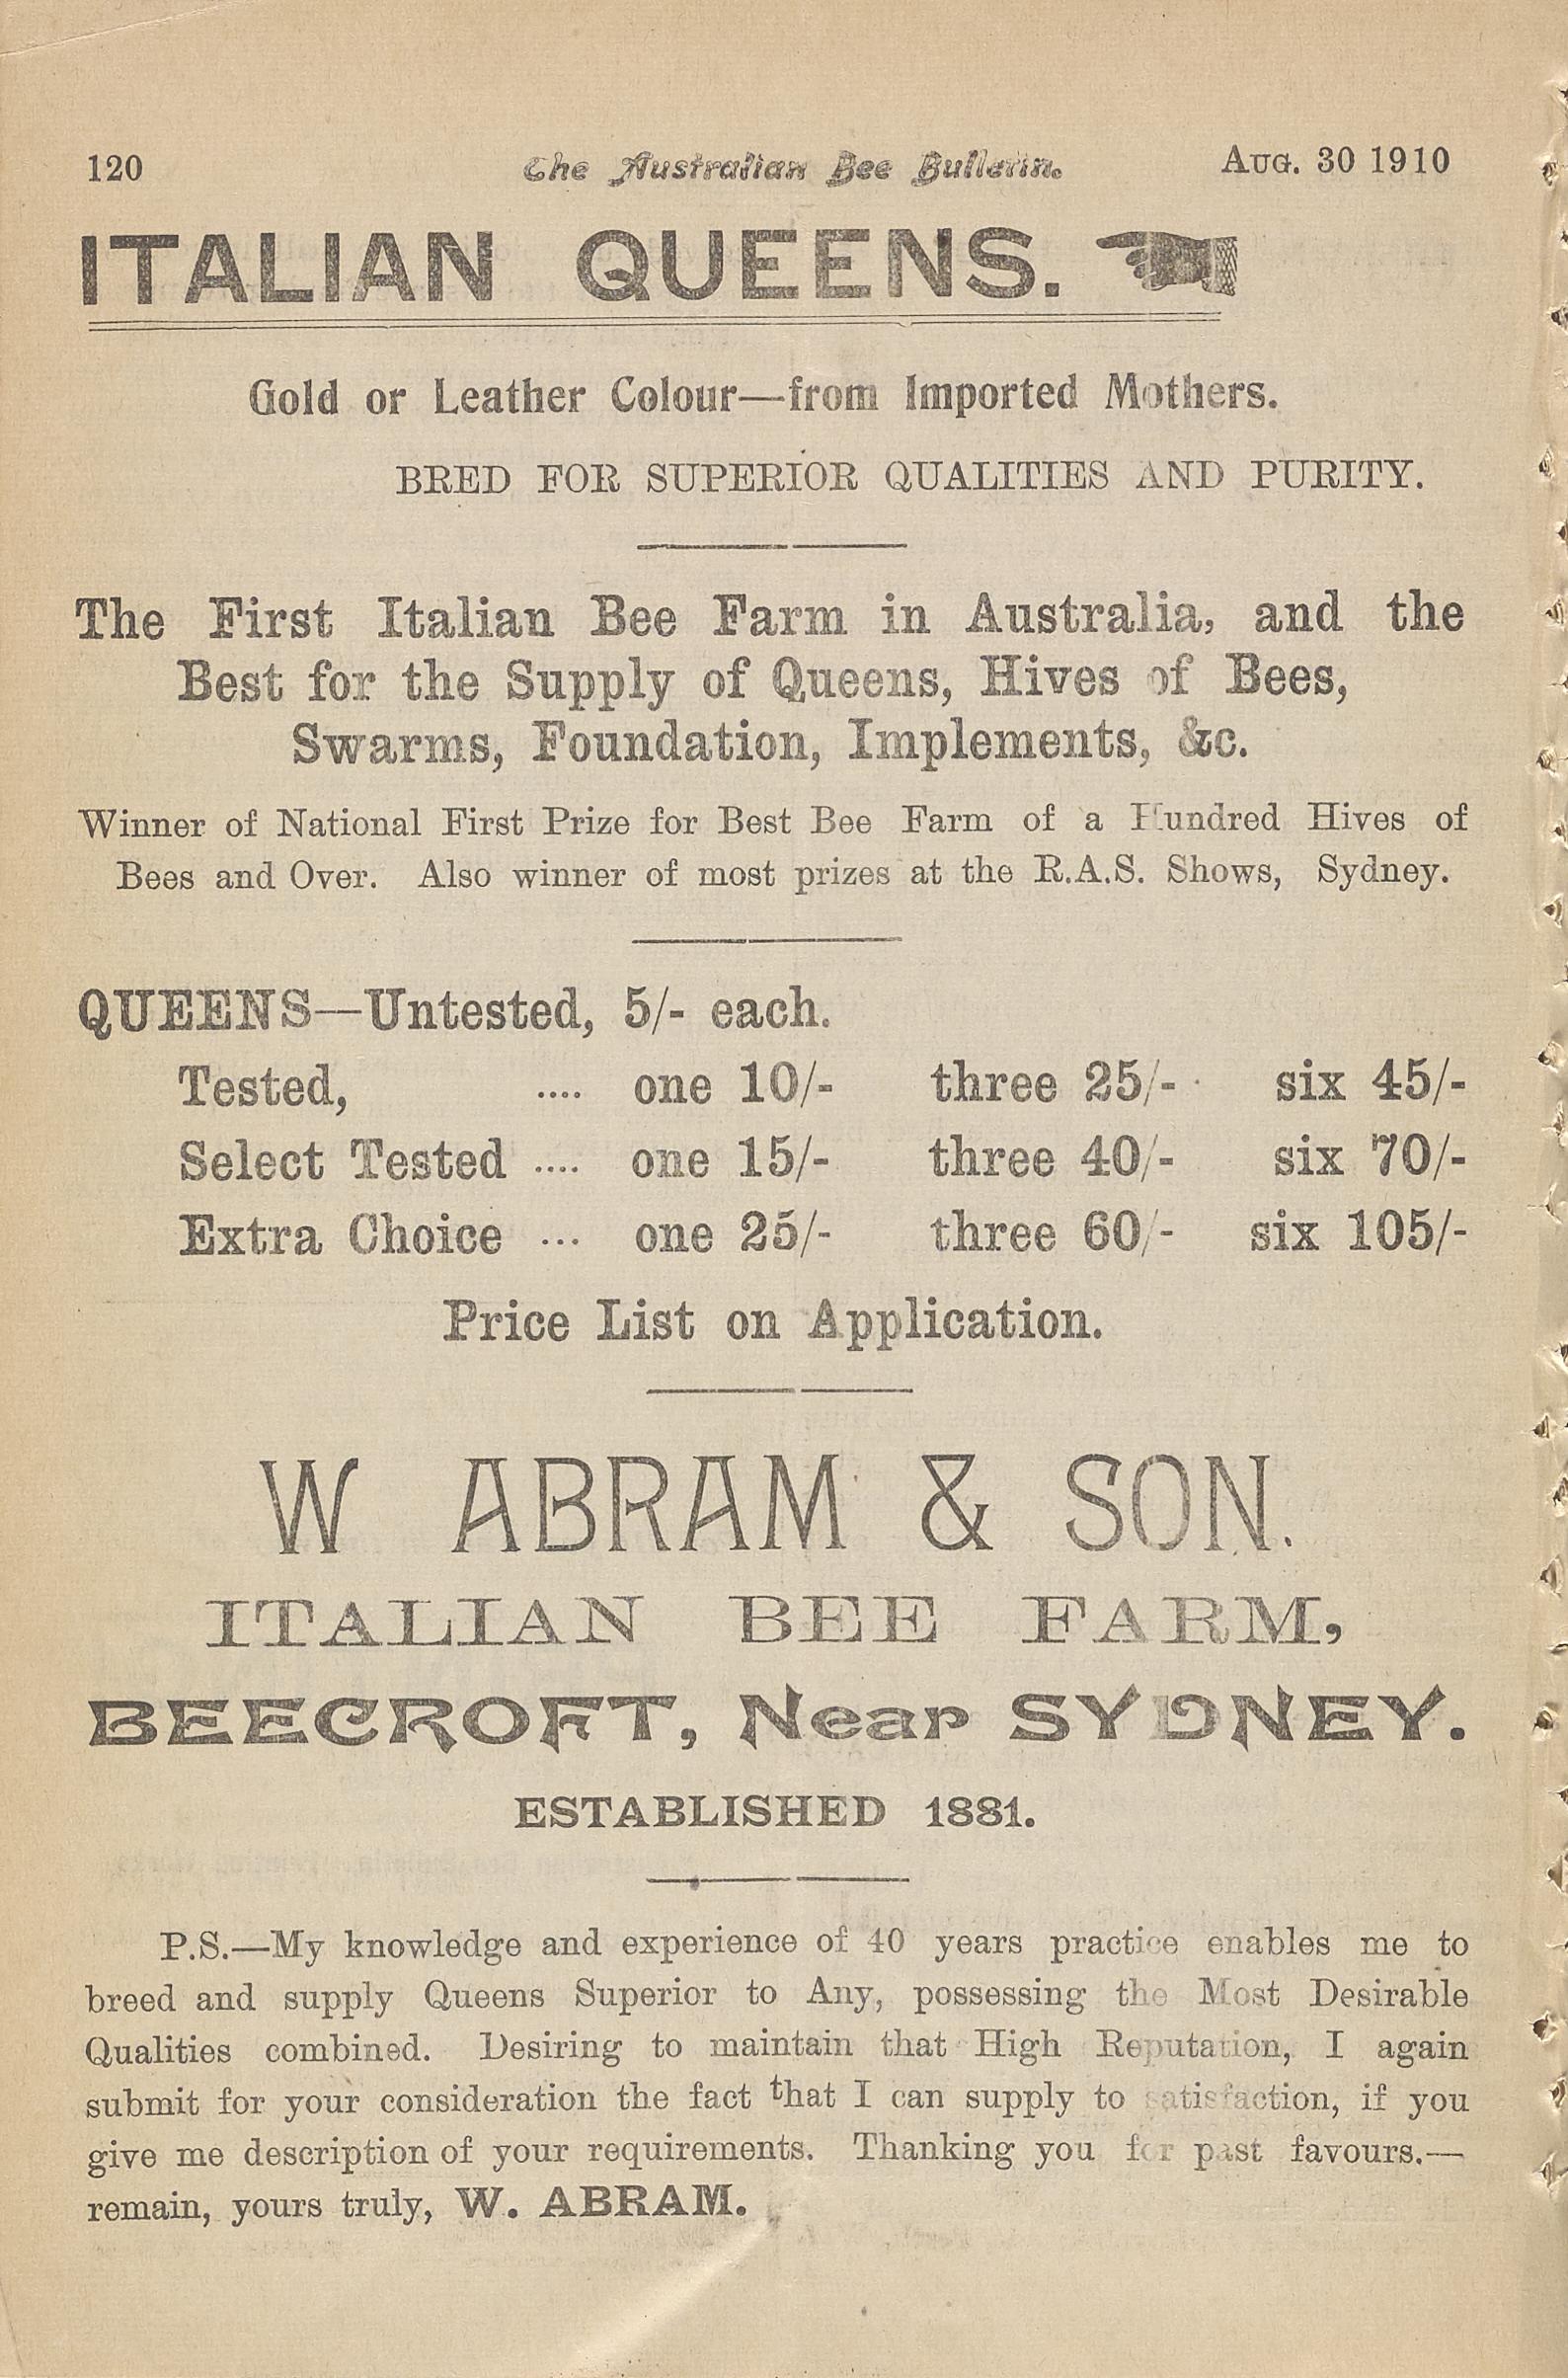 120 The Australian Bee Bulletin. AUG. 30 1910
ITALIAN QUEENS.
Gold or Leather Colour—from Imported Mothers.
BRED FOR SUPERIOR QUALITIES AND PURITY.
The First Italian Bee Farm in Australia, and the
Best for the Supply of Queens, Hives of Bees,
Swarms, Foundation, Implements, &c.
Winner of National First Prize for Best Bee Farm of a Hundred Hives of
Bees and Over. Also winner of most prizes at the R.A.S. Shows, Sydney.
QUEENS—Untested, 5/- each.
Tested, .... one 10/- three 25/- six 45/-
Select Tested .... one 15/- three 40/- six 70/-
Extra Choice ... one 25/- three 60/- six 105/-
Price List on Application.
W ABRAM & SON.
ITALIAN BEE FARM,
BEECROFT, Near SYDNEY.
ESTABLISHED 1881.
P.S.—My knowledge and experience of 40 years practice enables me to
breed and supply Queens Superior to Any, possessing the Most Desirable
Qualities combined. Desiring to maintain that High Reputation, I again
submit for your consideration the fact that I can supply to satisfaction, if you
give me description of your requirements. Thanking you for past favours.—
remain, yours truly, W. ABRAM.